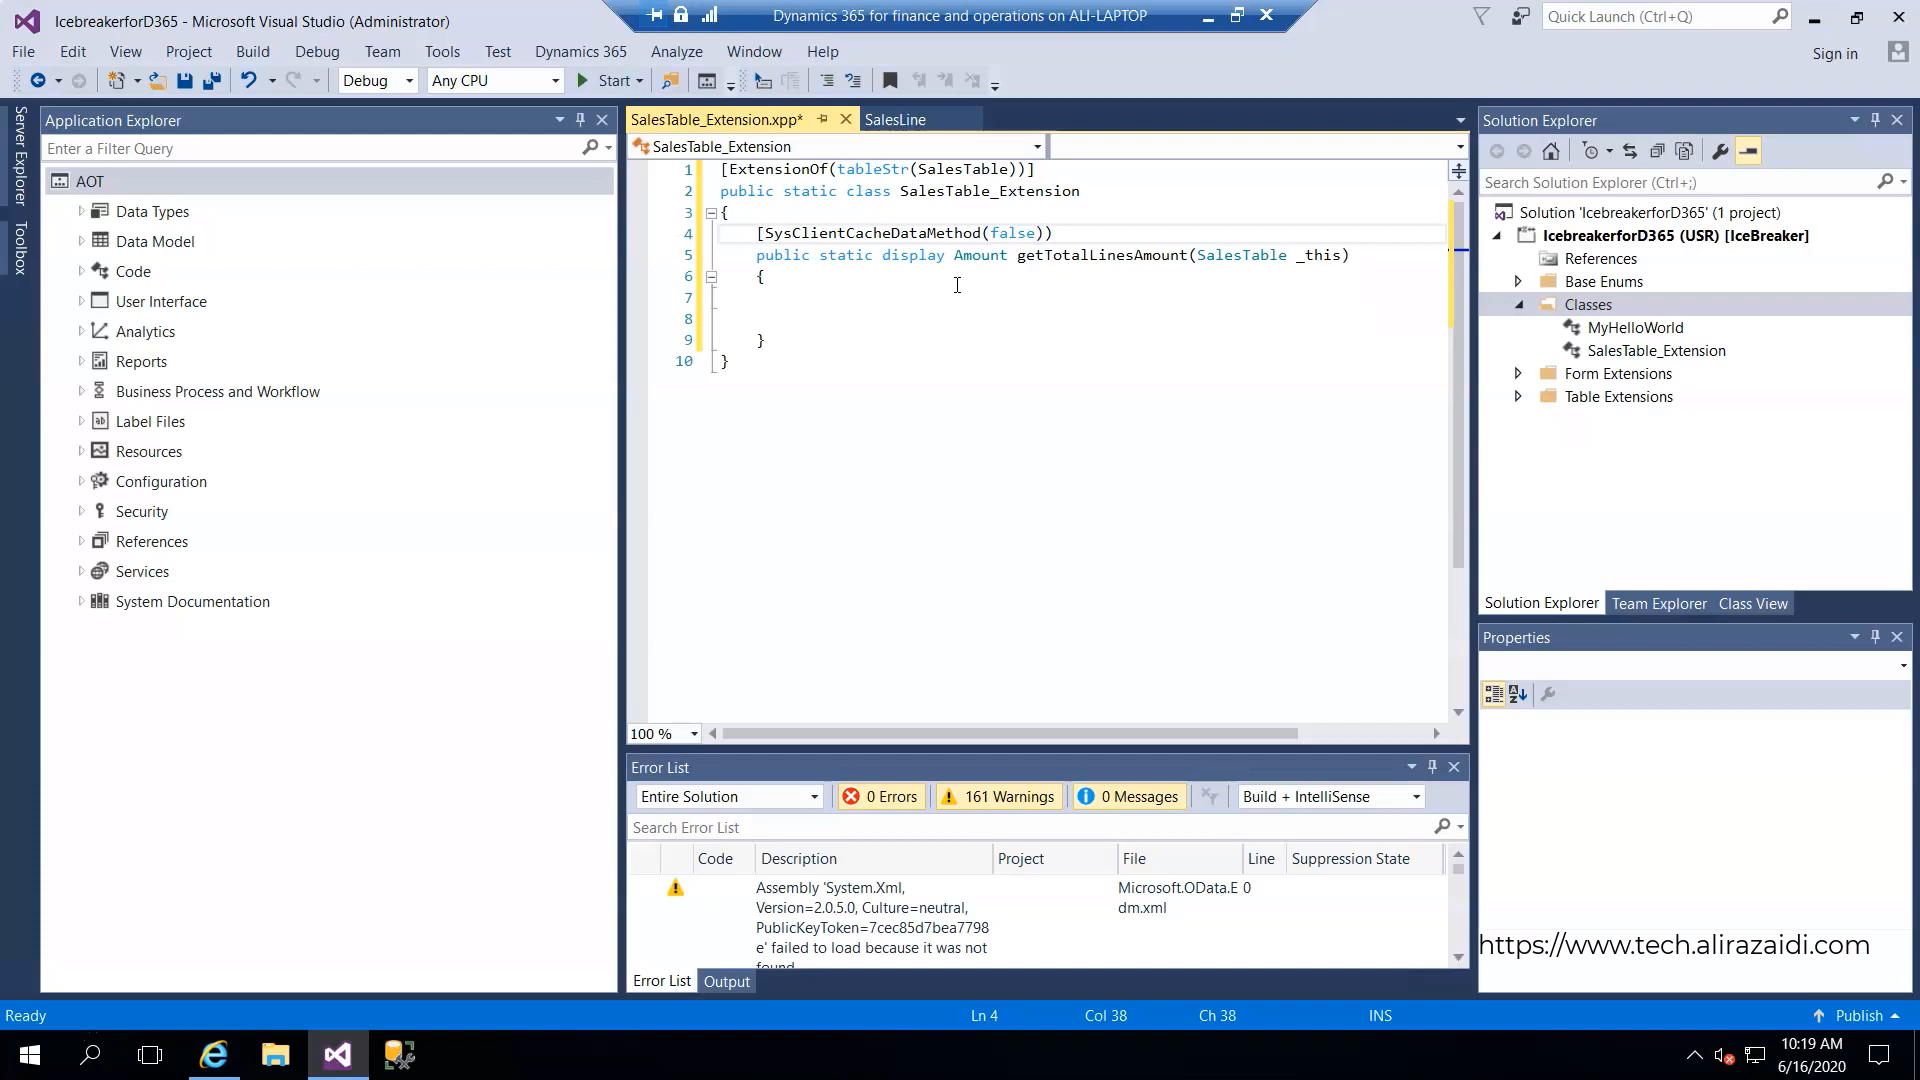 IcebreakerforD365 - Microsoft Visual Studio (Administrator)
Dynamics 365 for finance and operations on ALI-LAPTOP
Quick Launch (Ctrl+Q)
File Edit View Project Build Debug Team Tools Test Dynamics 365 Analyze Window Help
Sign in
Debug Any CPU Start
Server Explorer
Toolbox
Application Explorer
Enter a Filter Query
AOT
Data Types
Data Model
Code
User Interface
Analytics
Reports
Business Process and Workflow
Label Files
Resources
Configuration
Security
References
Services
System Documentation
SalesTable_Extension.xpp* SalesLine
SalesTable_Extension
1 [ExtensionOf(tableStr(SalesTable))]
2 public static class SalesTable_Extension
3 {
4 [SysClientCacheDataMethod(false))
5 public static display Amount getTotalLinesAmount(SalesTable _this)
6 {
7
8
9 }
10 }
100 %
Error List
Entire Solution 0 Errors 161 Warnings 0 Messages Build + IntelliSense
Search Error List
Code Description Project File Line Suppression State
Assembly 'System.Xml, Microsoft.OData.E 0
Version=2.0.5.0, Culture=neutral, dm.xml
PublicKeyToken=7cec85d7bea7798
e' failed to load because it was not
found
Error List Output
Solution Explorer
Search Solution Explorer (Ctrl+;)
Solution 'IcebreakerforD365' (1 project)
IcebreakerforD365 (USR) [IceBreaker]
References
Base Enums
Classes
MyHelloWorld
SalesTable_Extension
Form Extensions
Table Extensions
Solution Explorer Team Explorer Class View
Properties
https://www.tech.alirazaidi.com
Ready Ln 4 Col 38 Ch 38 INS Publish
10:19 AM
6/16/2020